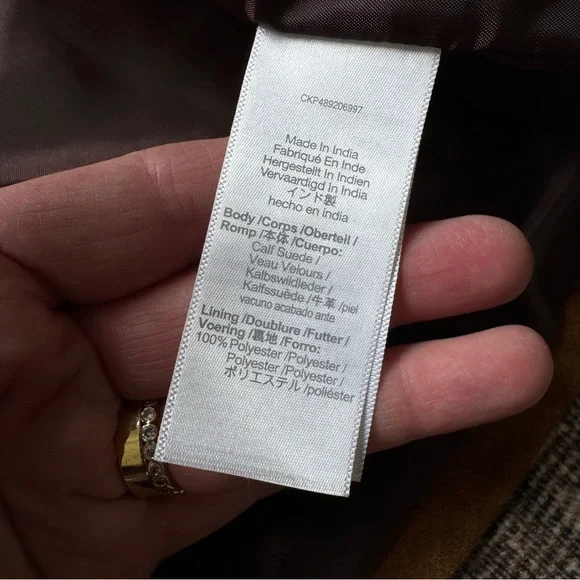 CKP489206997
Made In India
Fabriqué En Inde
Hergestellt In Indien
Vervaardigd In India
インド製
hecho en india
Body /Corps /Oberteil /
Romp /本体 /Cuerpo:
Calf Suede /
Veau Velours /
Kalbswildleder /
Kaffssuède /牛革 /piel
vacuno acabado ante
Lining /Doublure /Futter /
Voering /裏地 /Forro:
100% Polyester /Polyester /
Polyester /Polyester /
ポリエステル /poliéster